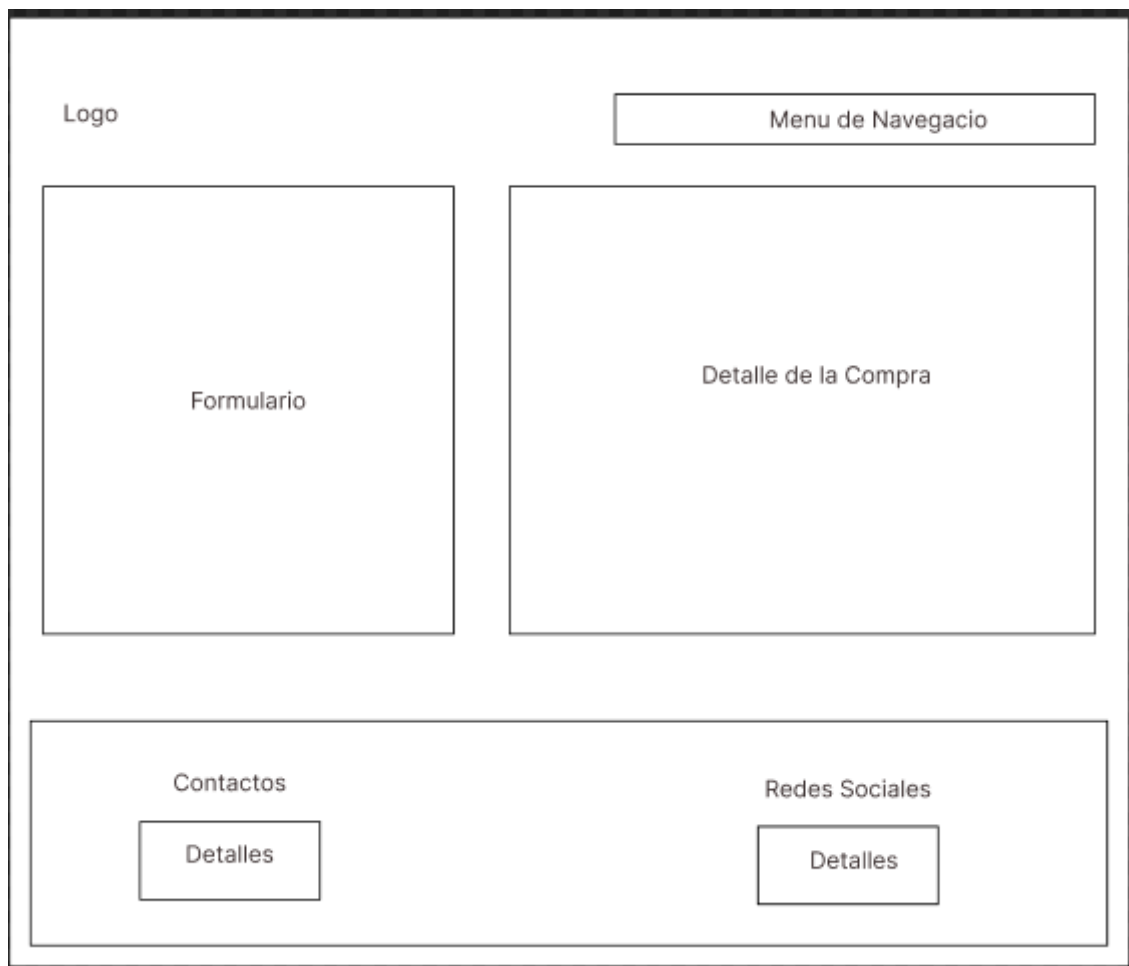 Logo
Menu de Navegacio
Formulario
Detalle de la Compra
Contactos
Detalles
Redes Sociales
Detalles